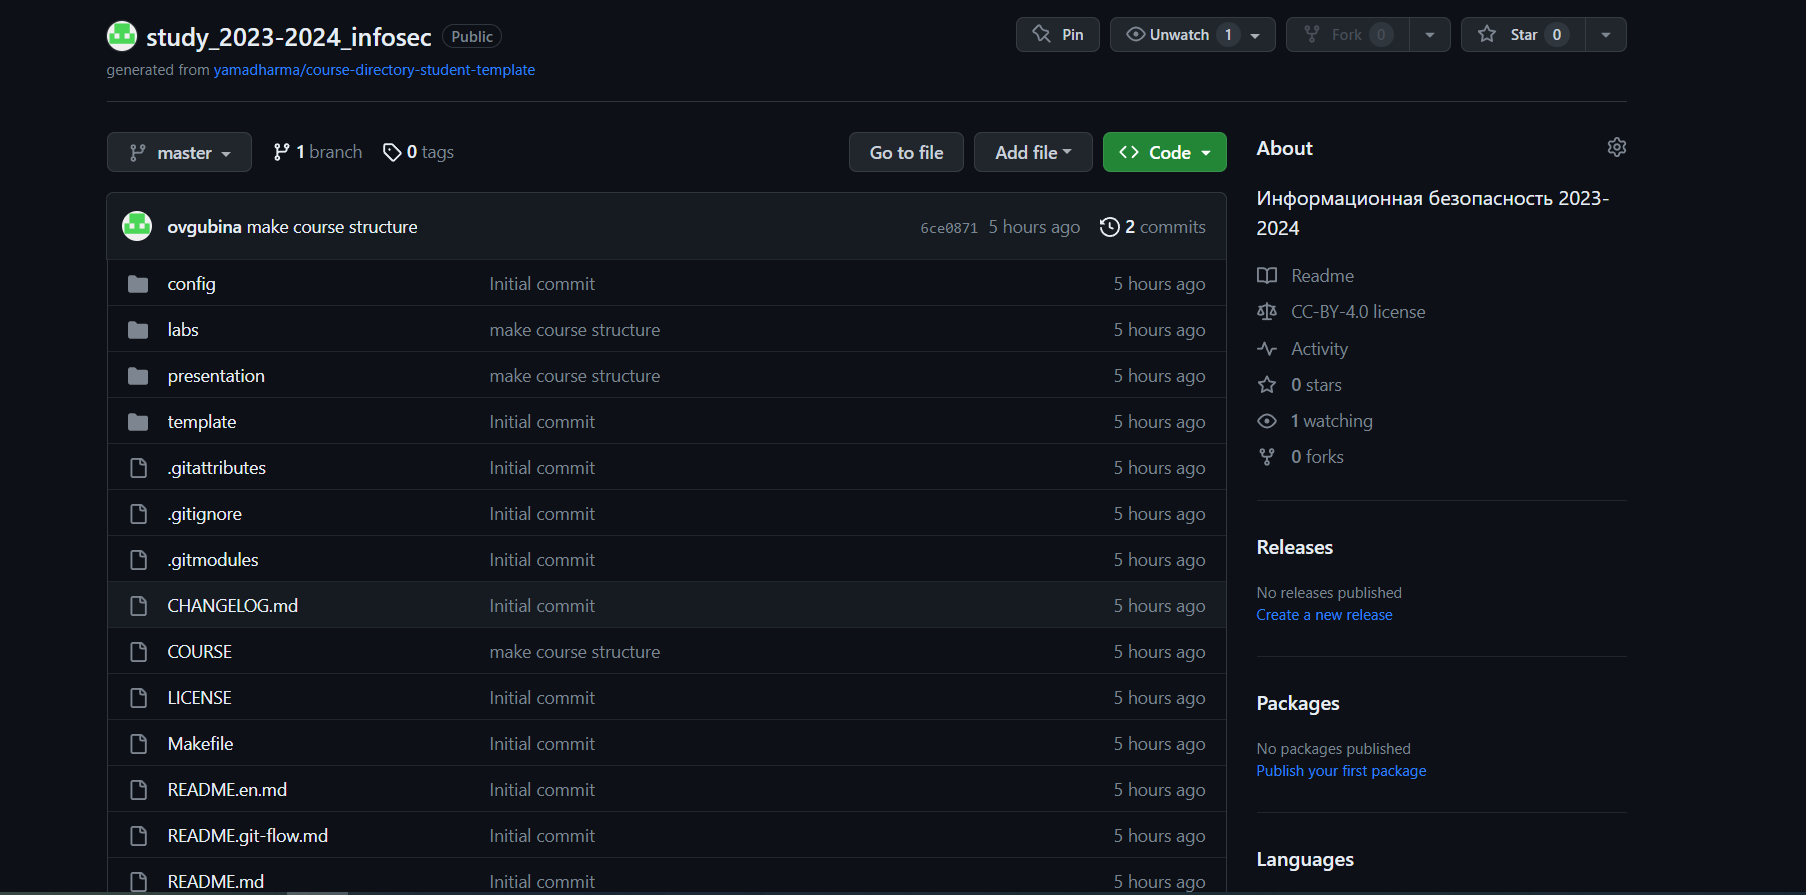 study_2023-2024_infosec Public
Pin
Unwatch 1
Fork 0
Star 0
generated from yamadharma/course-directory-student-template
master
1 branch
0 tags
Go to file
Add file
Code
ovgubina make course structure
6ce0871 5 hours ago
2 commits
config Initial commit 5 hours ago
labs make course structure 5 hours ago
presentation make course structure 5 hours ago
template Initial commit 5 hours ago
.gitattributes Initial commit 5 hours ago
.gitignore Initial commit 5 hours ago
.gitmodules Initial commit 5 hours ago
CHANGELOG.md Initial commit 5 hours ago
COURSE make course structure 5 hours ago
LICENSE Initial commit 5 hours ago
Makefile Initial commit 5 hours ago
README.en.md Initial commit 5 hours ago
README.git-flow.md Initial commit 5 hours ago
README.md Initial commit 5 hours ago
About
Информационная безопасность 2023-
2024
Readme
CC-BY-4.0 license
Activity
0 stars
1 watching
0 forks
Releases
No releases published
Create a new release
Packages
No packages published
Publish your first package
Languages